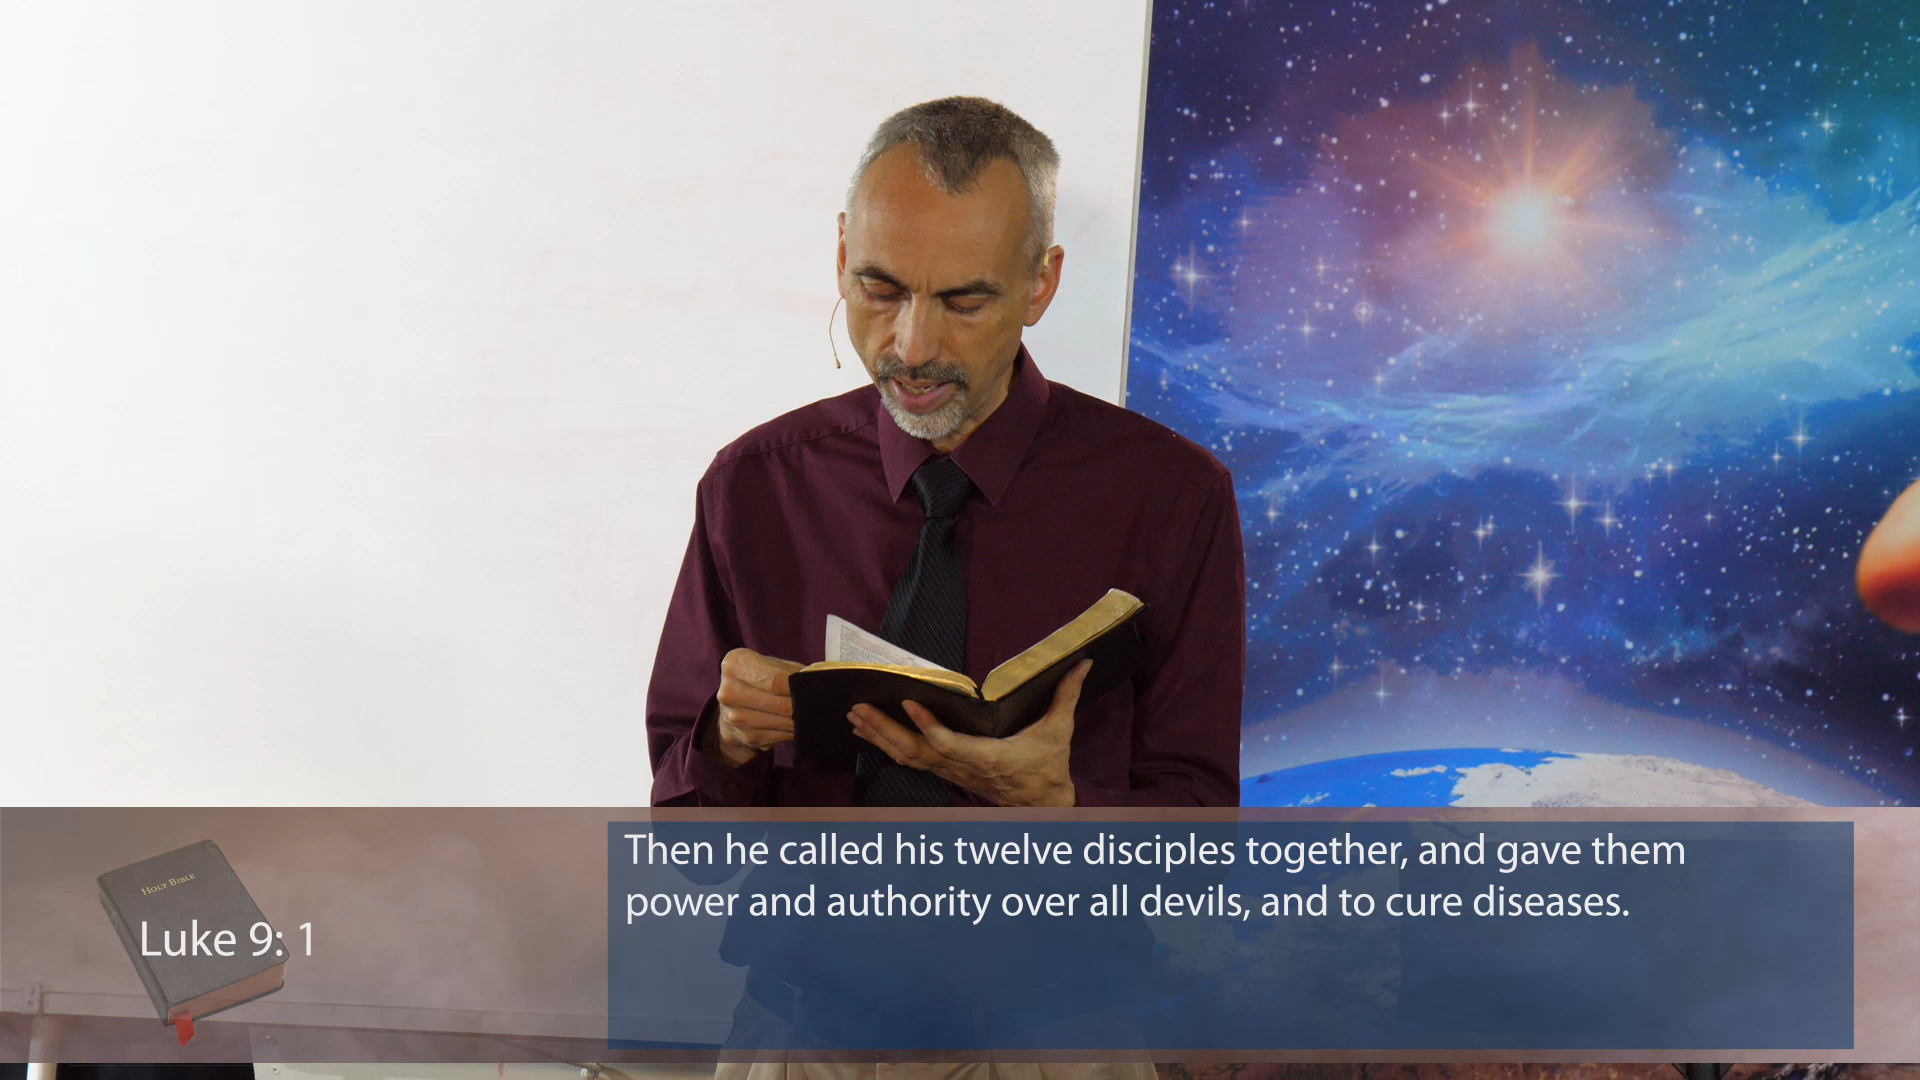 HOLY BIBLE
Luke 9: 1
Then he called his twelve disciples together, and gave them
power and authority over all devils, and to cure diseases.